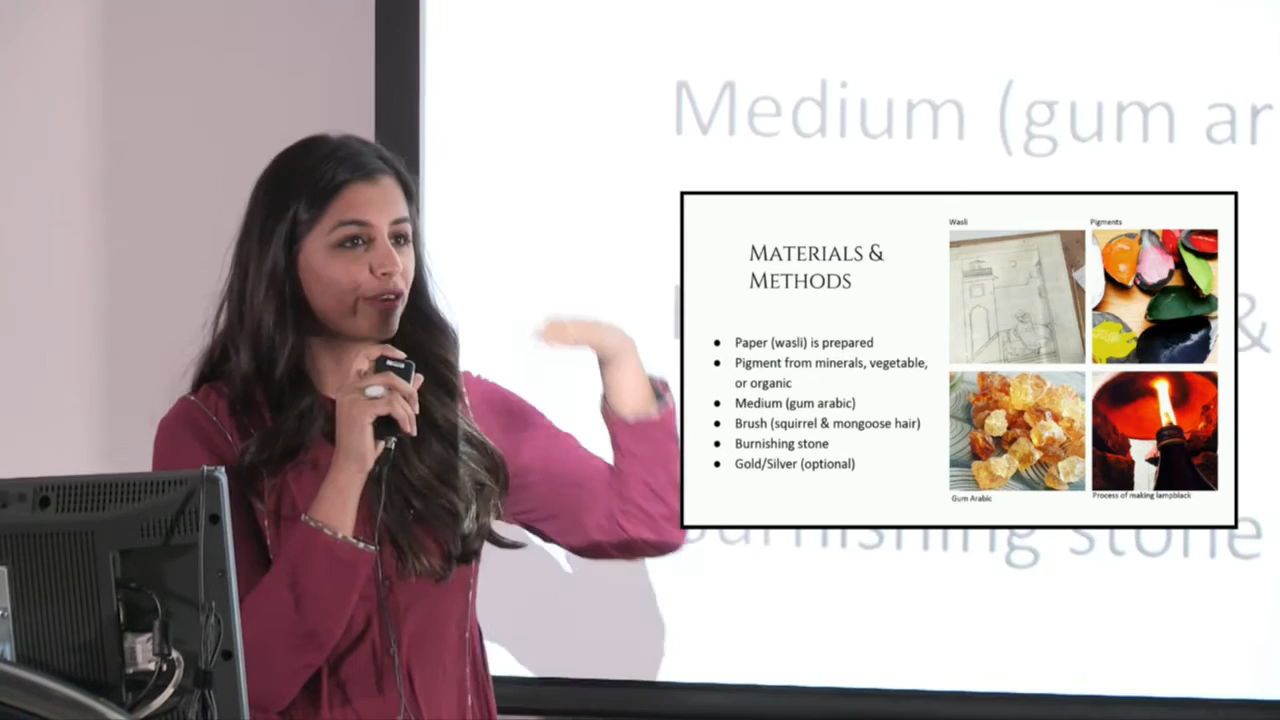 Medium (gum ar
Wasli
Pigments
MATERIALS &
METHODS
● Paper (wasli) is prepared
● Pigment from minerals, vegetable,
or organic
● Medium (gum arabic)
● Brush (squirrel & mongoose hair)
● Burnishing stone
● Gold/Silver (optional)
Gum Arabic
Process of making lampblack
&
stone